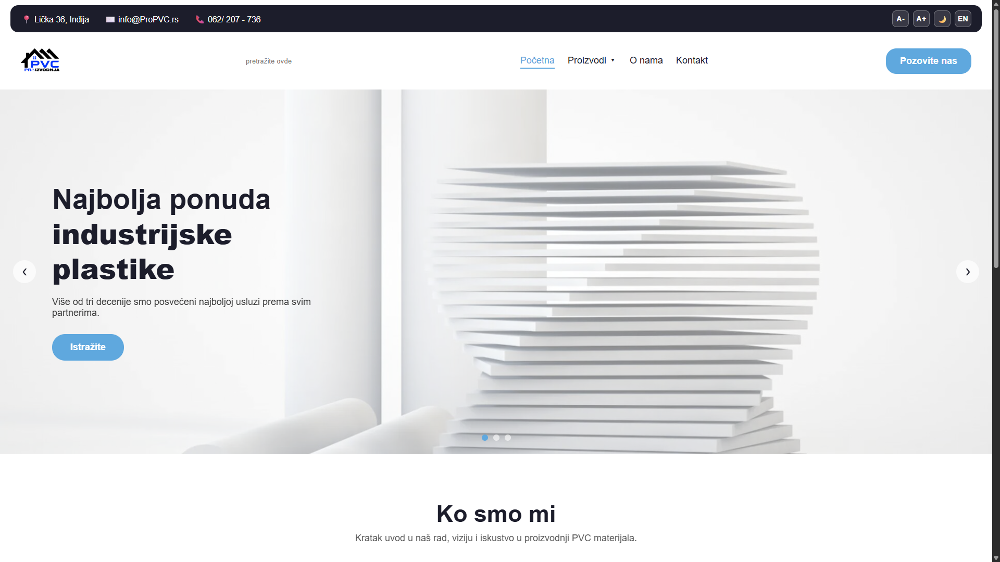 Lička 36, Inđija
info@ProPVC.rs
062/ 207 - 736
A-
A+
EN
PVC
PROIZVODNJA
pretražite ovde
Početna
Proizvodi ▼
O nama
Kontakt
Pozovite nas
Najbolja ponuda
industrijske
plastike
Više od tri decenije smo posvećeni najboljoj usluzi prema svim
partnerima.
Istražite
Ko smo mi
Kratak uvod u naš rad, viziju i iskustvo u proizvodnji PVC materijala.